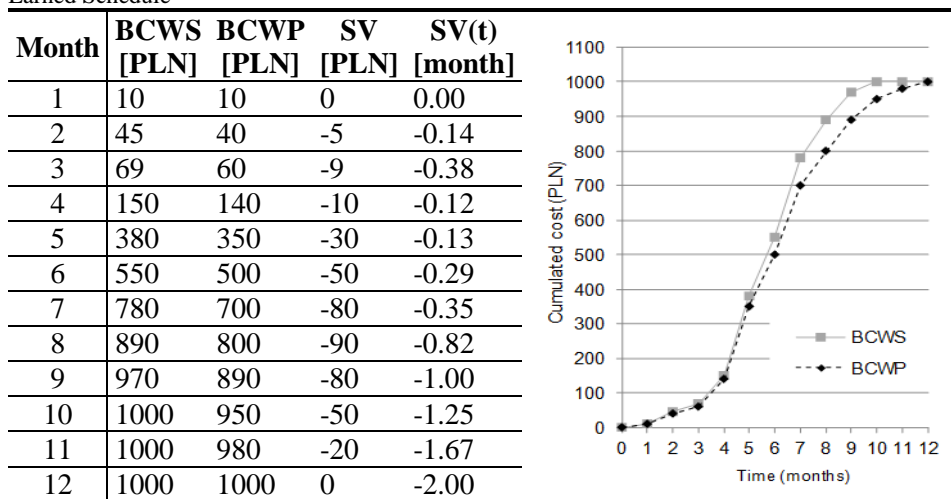 Earned Schedule
Month BCWS [PLN] BCWP [PLN] SV [PLN] SV(t) [month]
1 10 10 0 0.00
2 45 40 -5 -0.14
3 69 60 -9 -0.38
4 150 140 -10 -0.12
5 380 350 -30 -0.13
6 550 500 -50 -0.29
7 780 700 -80 -0.35
8 890 800 -90 -0.82
9 970 890 -80 -1.00
10 1000 950 -50 -1.25
11 1000 980 -20 -1.67
12 1000 1000 0 -2.00
Cumulated cost (PLN)
1100
1000
900
800
700
600
500
400
300
200
100
0
BCWS
BCWP
0 1 2 3 4 5 6 7 8 9 10 11 12
Time (months)